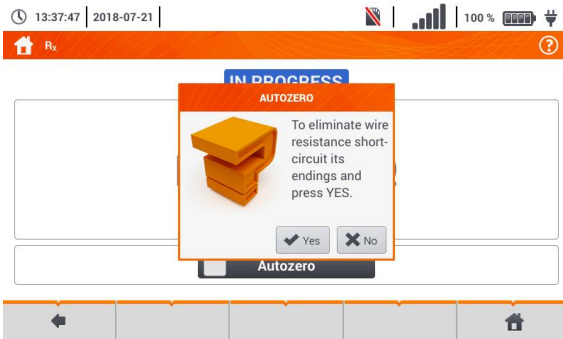 13:37:47 2018-07-21 100 %
Rx ?
IN PROGRESS
AUTOZERO
To eliminate wire
resistance short-
circuit its
endings and
press YES.
Yes No
Autozero